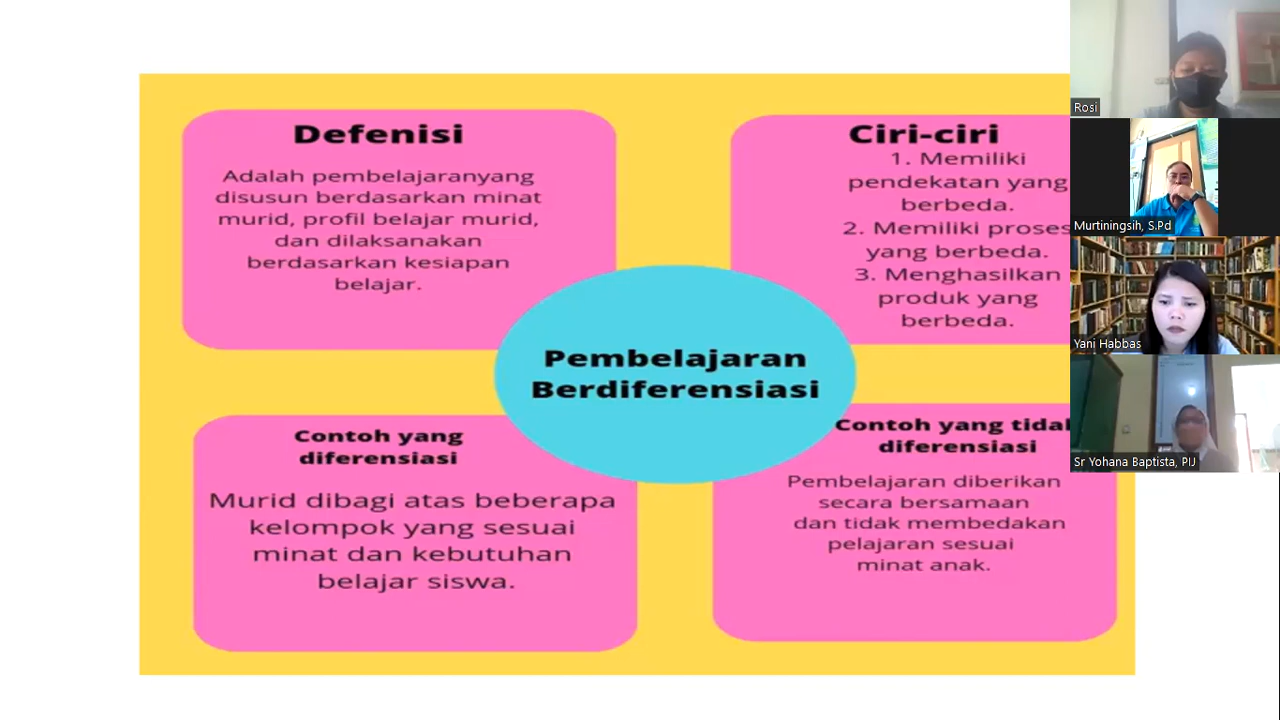 Defenisi
Adalah pembelajaranyang
disusun berdasarkan minat
murid, profil belajar murid,
dan dilaksanakan
berdasarkan kesiapan
belajar.
Ciri-ciri
1. Memiliki
pendekatan yang
berbeda.
2. Memiliki proses
yang berbeda.
3. Menghasilkan
produk yang
berbeda.
Pembelajaran
Berdiferensiasi
Contoh yang
diferensiasi
Murid dibagi atas beberapa
kelompok yang sesuai
minat dan kebutuhan
belajar siswa.
Contoh yang tida
diferensiasi
Pembelajaran diberikan
secara bersamaan
dan tidak membedakan
pelajaran sesuai
minat anak.
Rosi
Murtiningsih, S.Pd
Yani Habbas
Sr Yohana Baptista, PIJ